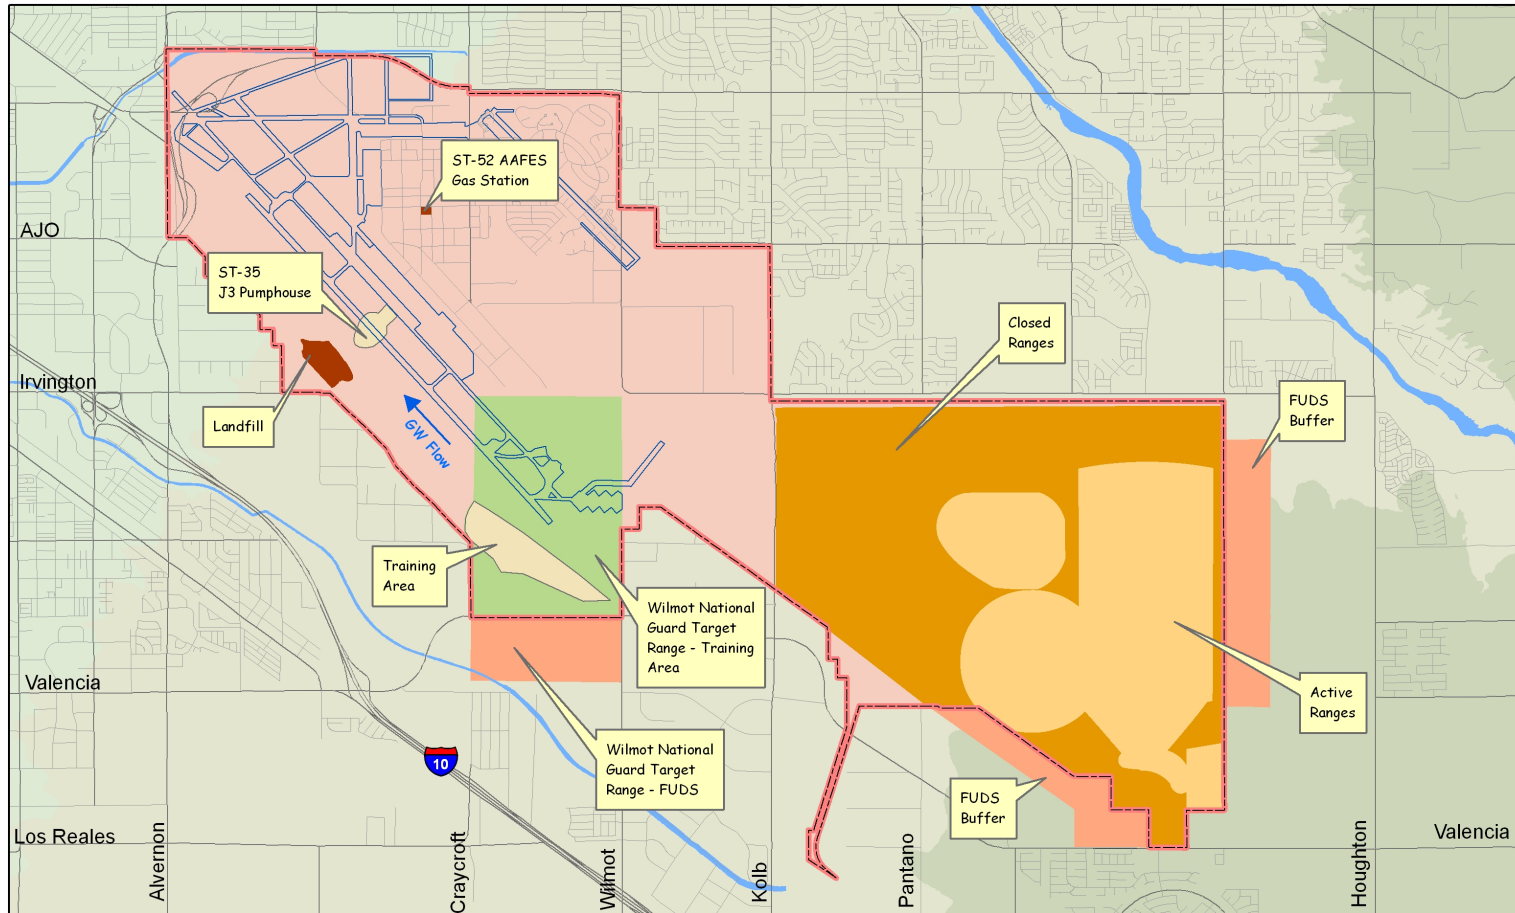 ST-52 AAFES
Gas Station
AJO
ST-35
J3 Pumphouse
Closed
Ranges
Irvington
FUDS
Buffer
Landfill
GW Flow
Training
Area
Wilmot National
Guard Target
Range - Training
Area
Valencia
Active
Ranges
Wilmot National
Guard Target
Range - FUDS
10
FUDS
Buffer
Los Reales
Valencia
Alvernon
Craycroft
Wilmot
Kolb
Pantano
Houghton